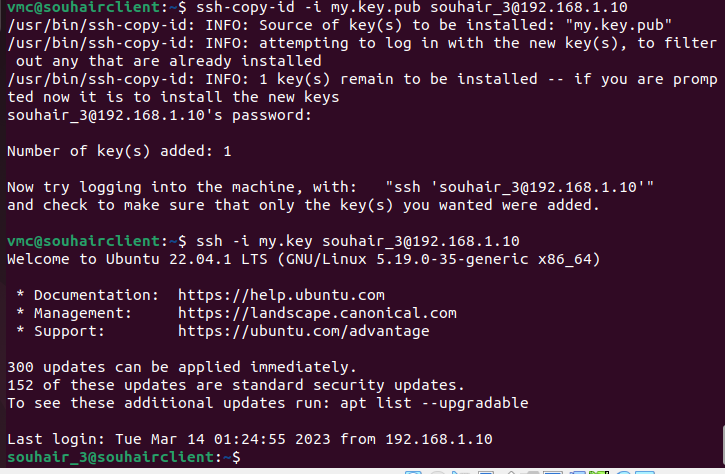 vmc@souhairclient:~$ ssh-copy-id -i my.key.pub souhair_3@192.168.1.10
/usr/bin/ssh-copy-id: INFO: Source of key(s) to be installed: "my.key.pub"
/usr/bin/ssh-copy-id: INFO: attempting to log in with the new key(s), to filter
 out any that are already installed
/usr/bin/ssh-copy-id: INFO: 1 key(s) remain to be installed -- if you are promp
ted now it is to install the new keys
souhair_3@192.168.1.10's password:

Number of key(s) added: 1

Now try logging into the machine, with:   "ssh 'souhair_3@192.168.1.10'"
and check to make sure that only the key(s) you wanted were added.

vmc@souhairclient:~$ ssh -i my.key souhair_3@192.168.1.10
Welcome to Ubuntu 22.04.1 LTS (GNU/Linux 5.19.0-35-generic x86_64)

 * Documentation:  https://help.ubuntu.com
 * Management:     https://landscape.canonical.com
 * Support:        https://ubuntu.com/advantage

300 updates can be applied immediately.
152 of these updates are standard security updates.
To see these additional updates run: apt list --upgradable

Last login: Tue Mar 14 01:24:55 2023 from 192.168.1.10
souhair_3@souhairclient:~$